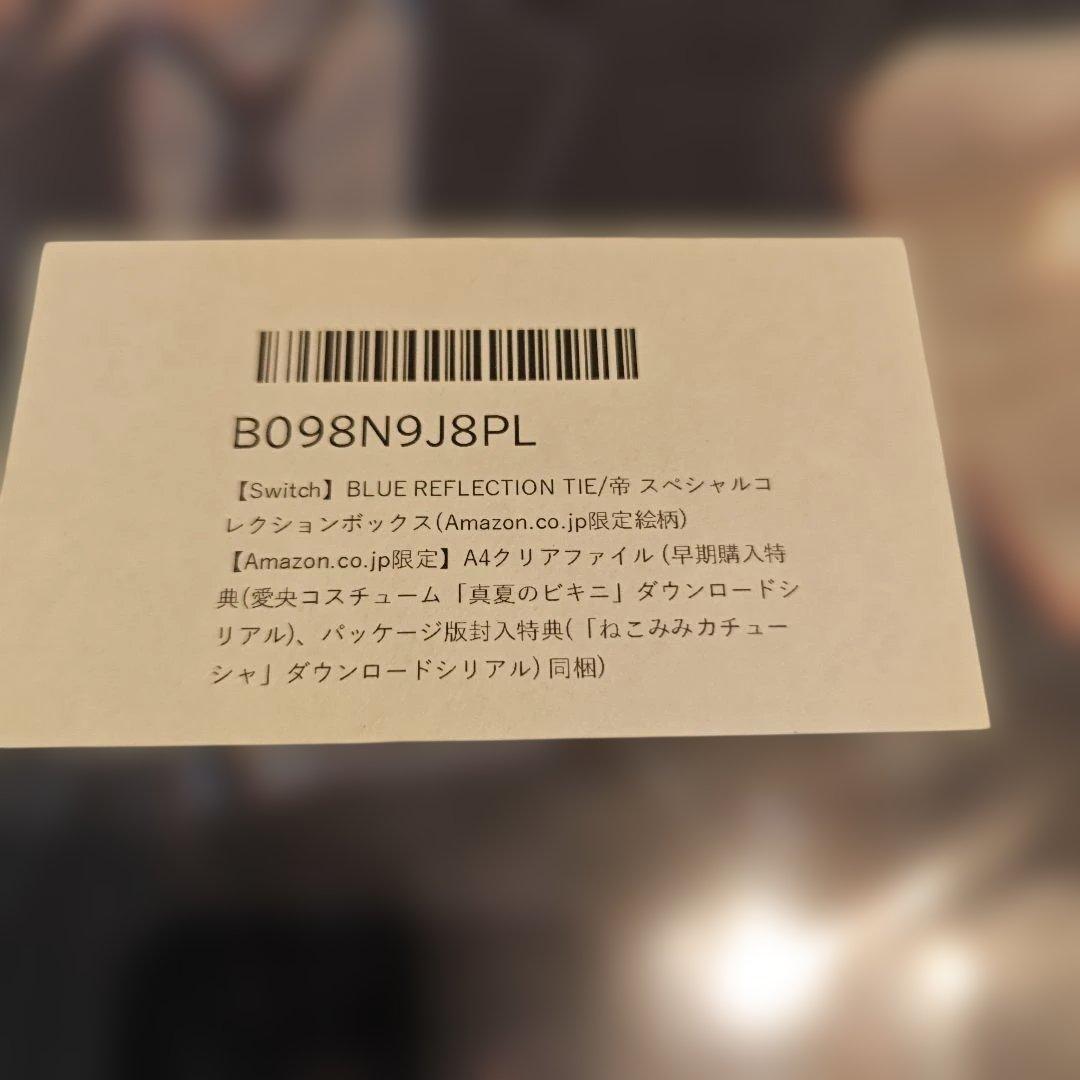 B098N9J8PL
【Switch】BLUE REFLECTION TIE/帝 スペシャルコ
レクションボックス(Amazon.co.jp限定絵柄)
【Amazon.co.jp限定】A4クリアファイル (早期購入特
典(愛央コスチューム「真夏のビキニ」ダウンロードシ
リアル)、パッケージ版封入特典(「ねこみみカチュー
シャ」ダウンロードシリアル) 同梱)